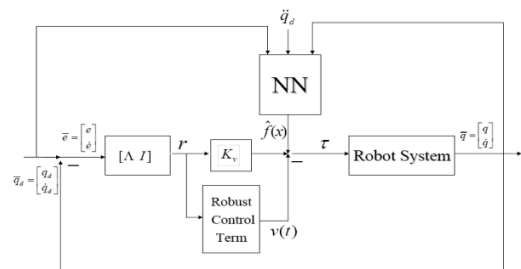 q̈_d
NN
f̂(x)
e̅ = [e ė]
[Λ I]
r
K_v
τ
Robot System
q̅ = [q q̇]
−
−
q̅_d = [q_d q̇_d]
Robust
Control
Term
v(t)